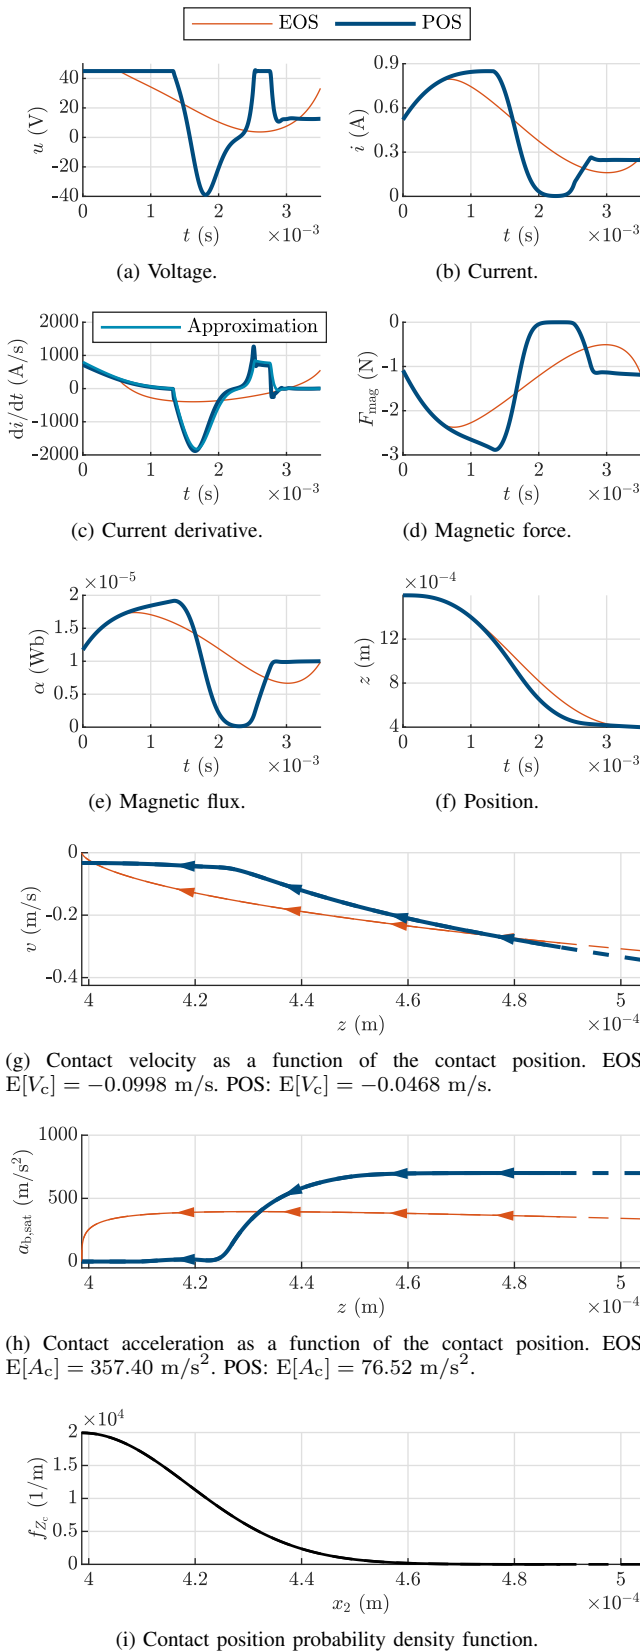 EOS POS
40
20
0
-20
-40
u (V)
0 1 2 3
t (s) ×10⁻³
(a) Voltage.
0.9
0.6
0.3
0
i (A)
0 1 2 3
t (s) ×10⁻³
(b) Current.
Approximation
2000
1000
0
-1000
-2000
di/dt (A/s)
0 1 2 3
t (s) ×10⁻³
(c) Current derivative.
0
-1
-2
-3
F_mag (N)
0 1 2 3
t (s) ×10⁻³
(d) Magnetic force.
×10⁻⁵
2
1.5
1
0.5
0
α (Wb)
0 1 2 3
t (s) ×10⁻³
(e) Magnetic flux.
×10⁻⁴
12
8
4
z (m)
0 1 2 3
t (s) ×10⁻³
(f) Position.
0
-0.2
-0.4
v (m/s)
4 4.2 4.4 4.6 4.8 5
z (m) ×10⁻⁴
(g) Contact velocity as a function of the contact position. EOS
E[V_c] = −0.0998 m/s. POS: E[V_c] = −0.0468 m/s.
1000
500
0
a_b,sat (m/s²)
4 4.2 4.4 4.6 4.8 5
z (m) ×10⁻⁴
(h) Contact acceleration as a function of the contact position. EOS
E[A_c] = 357.40 m/s². POS: E[A_c] = 76.52 m/s².
×10⁴
2
1.5
1
0.5
0
f_Z_c (1/m)
4 4.2 4.4 4.6 4.8 5
x₂ (m) ×10⁻⁴
(i) Contact position probability density function.